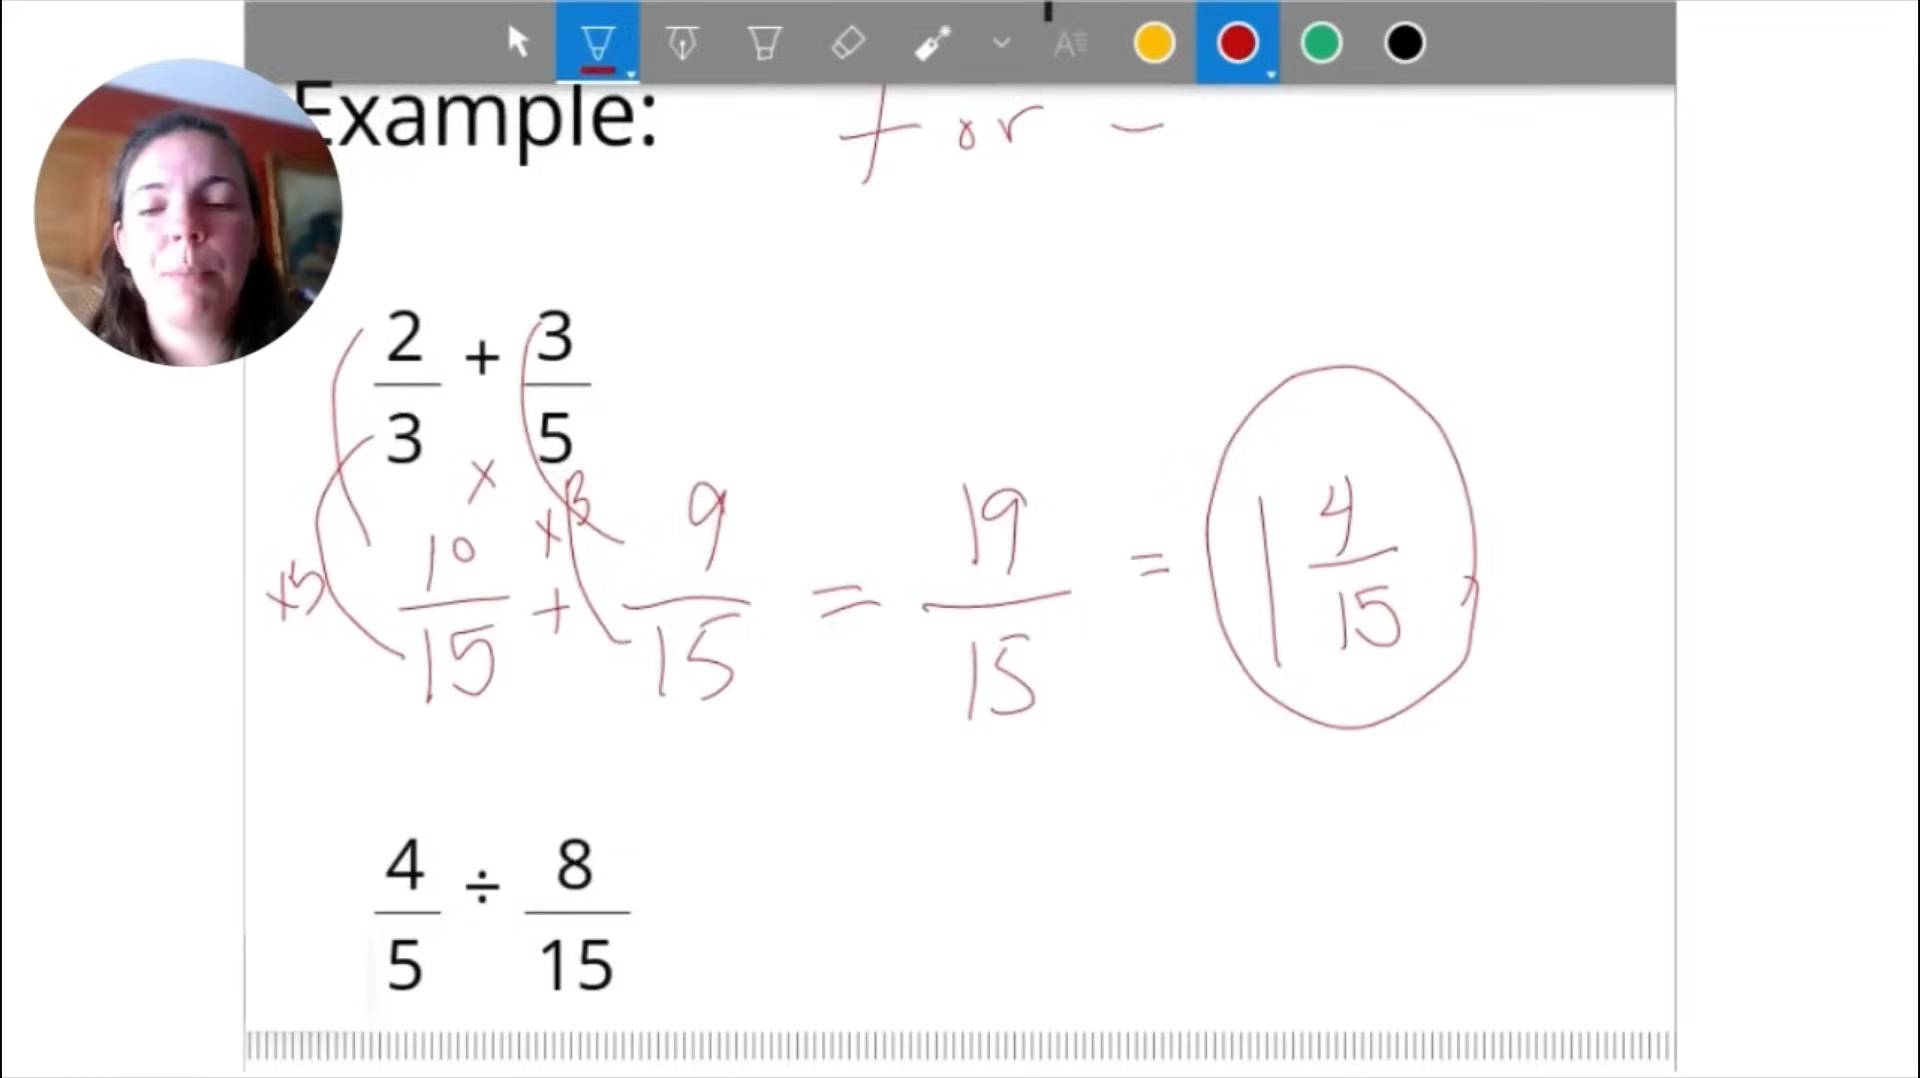 Example: + or -
2/3 + 3/5
×
×5 10/15 + ×3 9/15 = 19/15 = 1 4/15
4/5 ÷ 8/15